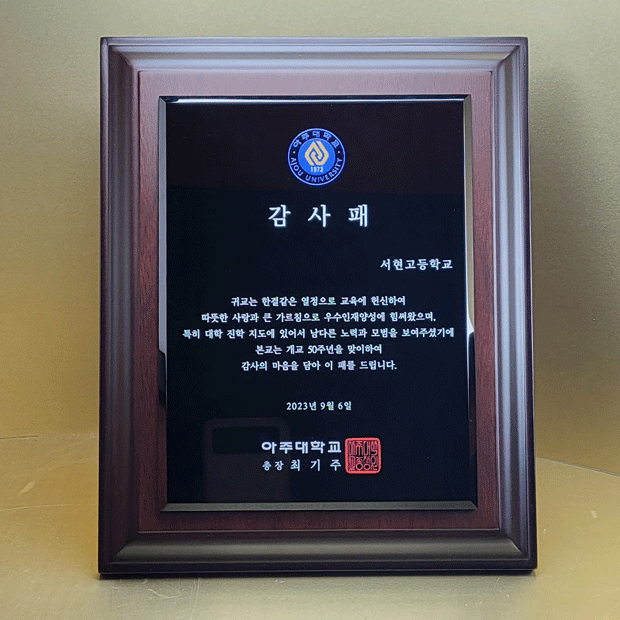 아주대학교
AJOU UNIVERSITY
1973
감사패
서현고등학교
귀교는 한결같은 열정으로 교육에 헌신하여
따뜻한 사랑과 큰 가르침으로 우수인재양성에 힘써왔으며,
특히 대학 진학 지도에 있어서 남다른 노력과 모범을 보여주셨기에
본교는 개교 50주년을 맞이하여
감사의 마음을 담아 이 패를 드립니다.
2023년 9월 6일
아주대학교
총장 최기주